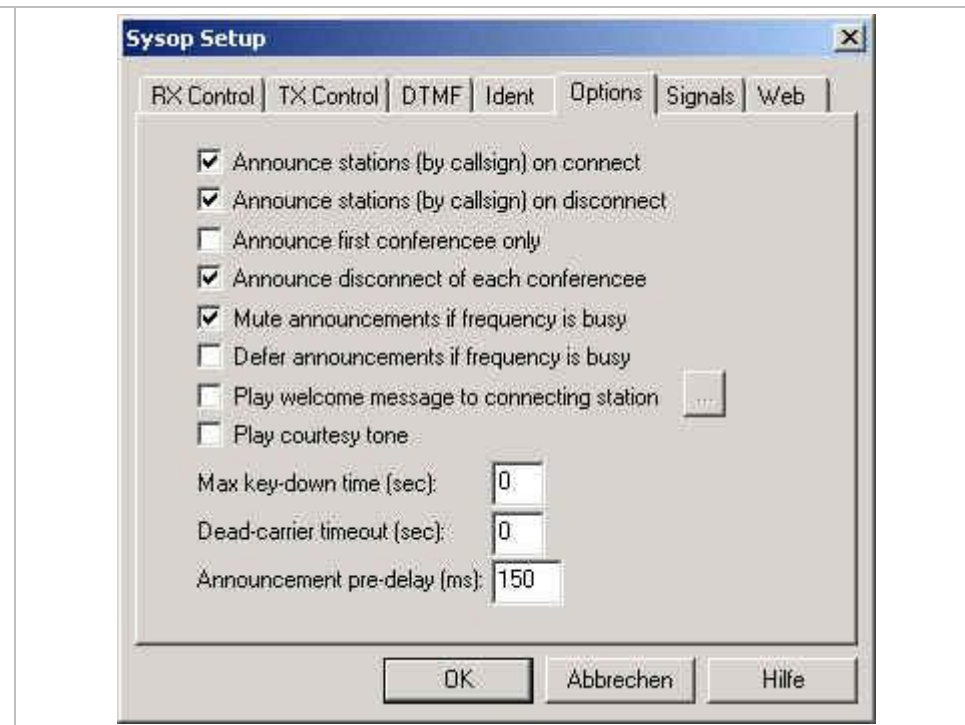 Sysop Setup
RX Control TX Control DTMF Ident Options Signals Web
Announce stations (by callsign) on connect
Announce stations (by callsign) on disconnect
Announce first conferencee only
Announce disconnect of each conferencee
Mute announcements if frequency is busy
Defer announcements if frequency is busy
Play welcome message to connecting station ...
Play courtesy tone
Max key-down time (sec): 0
Dead-carrier timeout (sec): 0
Announcement pre-delay (ms): 150
OK Abbrechen Hilfe